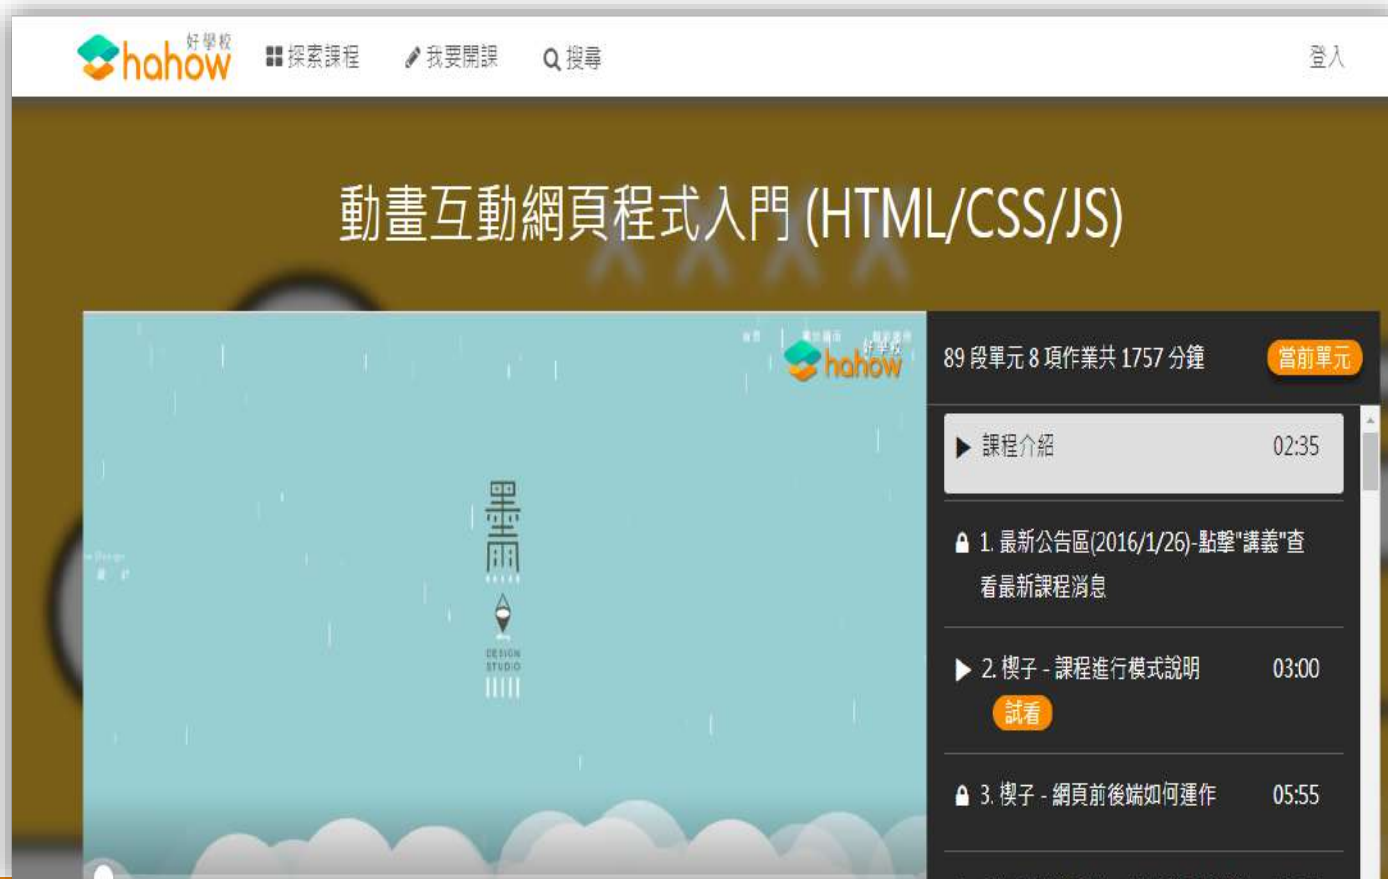 hahow 好學校
探索課程
我要開課
搜尋
登入
動畫互動網頁程式入門 (HTML/CSS/JS)
好學校
hahow
墨雨
DESIGN
STUDIO
89 段單元 8 項作業共 1757 分鐘
當前單元
課程介紹 02:35
1. 最新公告區(2016/1/26)-點擊"講義"查
看最新課程消息
2. 楔子 - 課程進行模式說明 03:00
試看
3. 楔子 - 網頁前後端如何運作 05:55